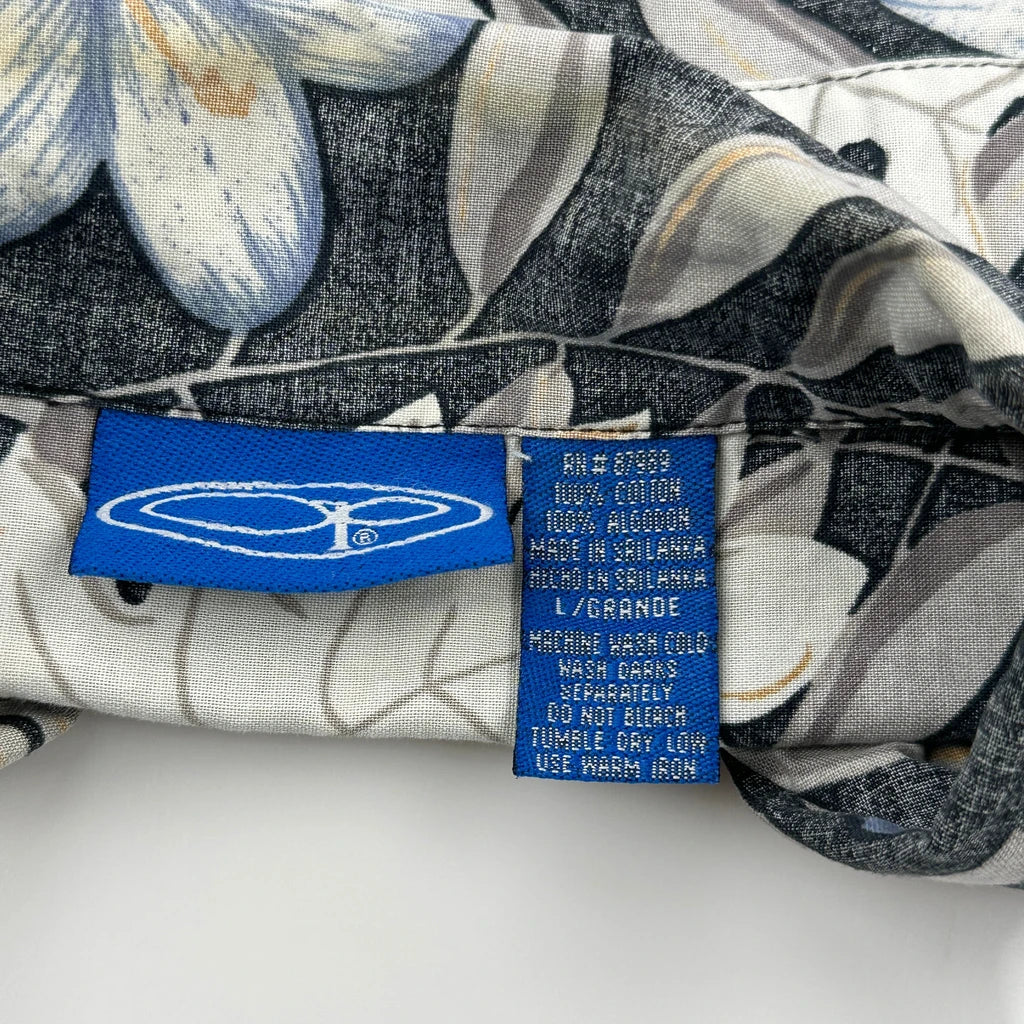 ®
RN # 87989
100% COTTON
100% ALGODON
MADE IN SRI LANKA
HECHO EN SRI LANKA
L/GRANDE
MACHINE WASH COLD
WASH DARKS
SEPARATELY
DO NOT BLEACH
TUMBLE DRY LOW
USE WARM IRON